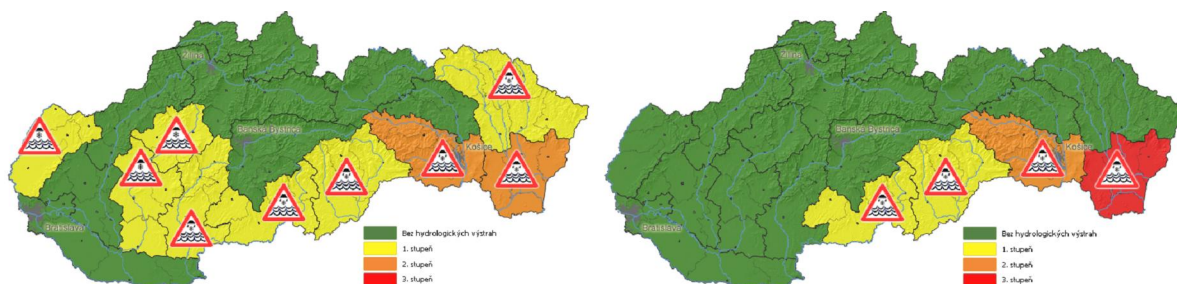 Žilina
Banská Bystrica
Košice
Bratislava
Bez hydrologických výstrah
1. stupeň
2. stupeň
3. stupeň
Žilina
Banská Bystrica
Košice
Bratislava
Bez hydrologických výstrah
1. stupeň
2. stupeň
3. stupeň